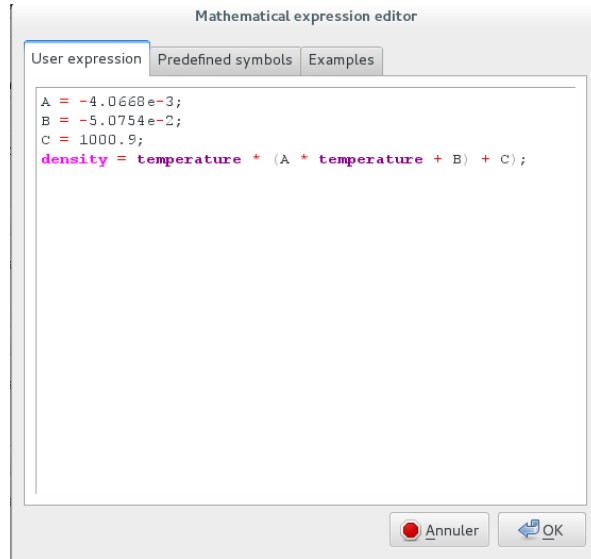 Mathematical expression editor
User expression Predefined symbols Examples
A = -4.0668e-3;
B = -5.0754e-2;
C = 1000.9;
density = temperature * (A * temperature + B) + C);
Annuler OK